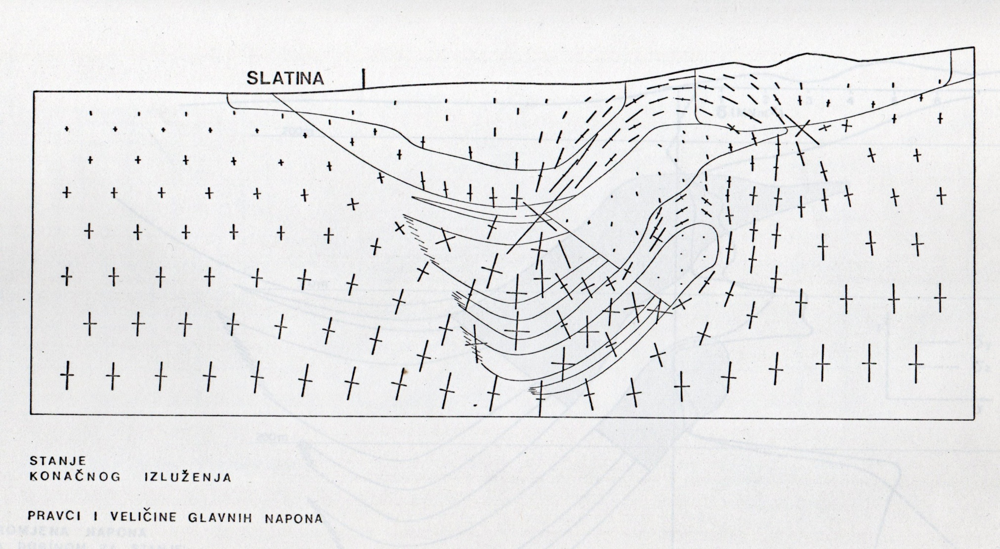 SLATINA
STANJE
KONAČNOG IZLUŽENJA
PRAVCI I VELIČINE GLAVNIH NAPONA